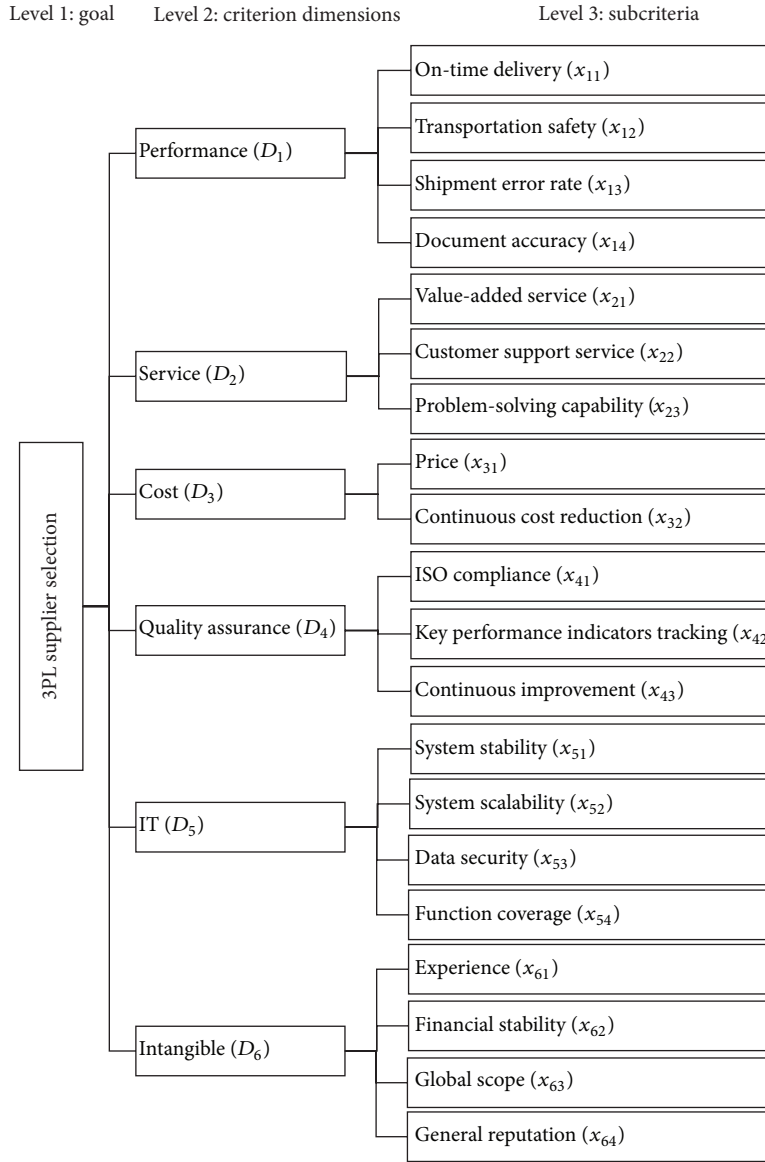 Level 1: goal Level 2: criterion dimensions Level 3: subcriteria
3PL supplier selection
Performance (D₁)
On-time delivery (x₁₁)
Transportation safety (x₁₂)
Shipment error rate (x₁₃)
Document accuracy (x₁₄)
Service (D₂)
Value-added service (x₂₁)
Customer support service (x₂₂)
Problem-solving capability (x₂₃)
Cost (D₃)
Price (x₃₁)
Continuous cost reduction (x₃₂)
Quality assurance (D₄)
ISO compliance (x₄₁)
Key performance indicators tracking (x₄₂
Continuous improvement (x₄₃)
IT (D₅)
System stability (x₅₁)
System scalability (x₅₂)
Data security (x₅₃)
Function coverage (x₅₄)
Intangible (D₆)
Experience (x₆₁)
Financial stability (x₆₂)
Global scope (x₆₃)
General reputation (x₆₄)